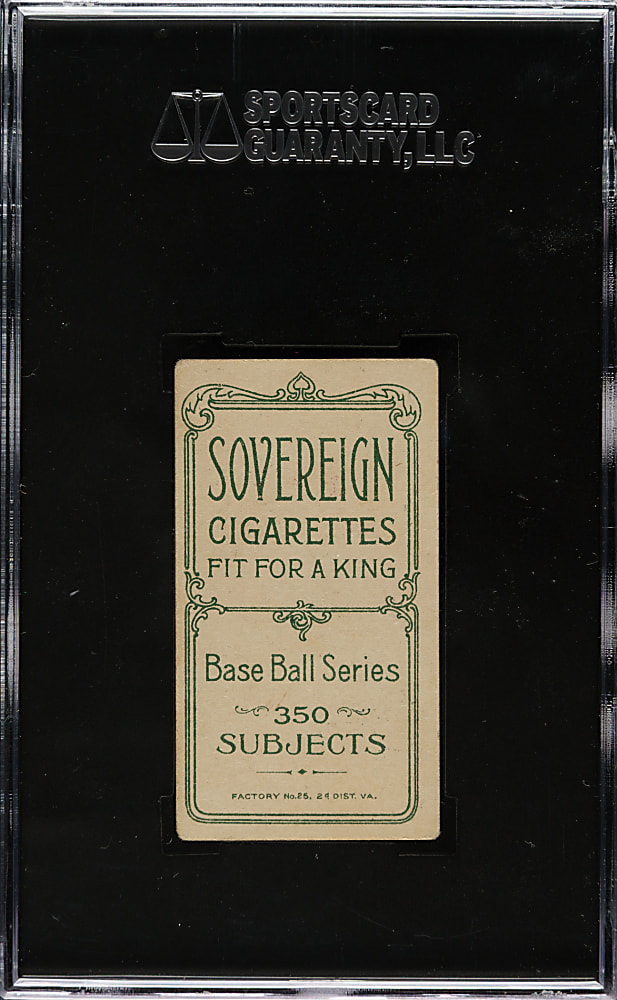 SPORTSCARD
GUARANTY, LLC
SOVEREIGN
CIGARETTES
FIT FOR A KING
Base Ball Series
350
SUBJECTS
FACTORY No. 25, 2d DIST. VA.